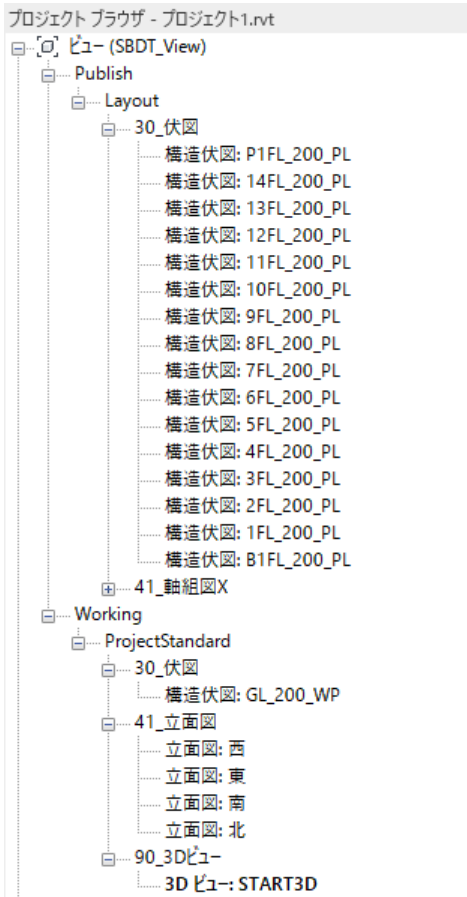 プロジェクト ブラウザ - プロジェクト1.rvt
ビュー (SBDT_View)
Publish
Layout
30_伏図
構造伏図: P1FL_200_PL
構造伏図: 14FL_200_PL
構造伏図: 13FL_200_PL
構造伏図: 12FL_200_PL
構造伏図: 11FL_200_PL
構造伏図: 10FL_200_PL
構造伏図: 9FL_200_PL
構造伏図: 8FL_200_PL
構造伏図: 7FL_200_PL
構造伏図: 6FL_200_PL
構造伏図: 5FL_200_PL
構造伏図: 4FL_200_PL
構造伏図: 3FL_200_PL
構造伏図: 2FL_200_PL
構造伏図: 1FL_200_PL
構造伏図: B1FL_200_PL
41_軸組図X
Working
ProjectStandard
30_伏図
構造伏図: GL_200_WP
41_立面図
立面図: 西
立面図: 東
立面図: 南
立面図: 北
90_3Dビュー
3D ビュー: START3D